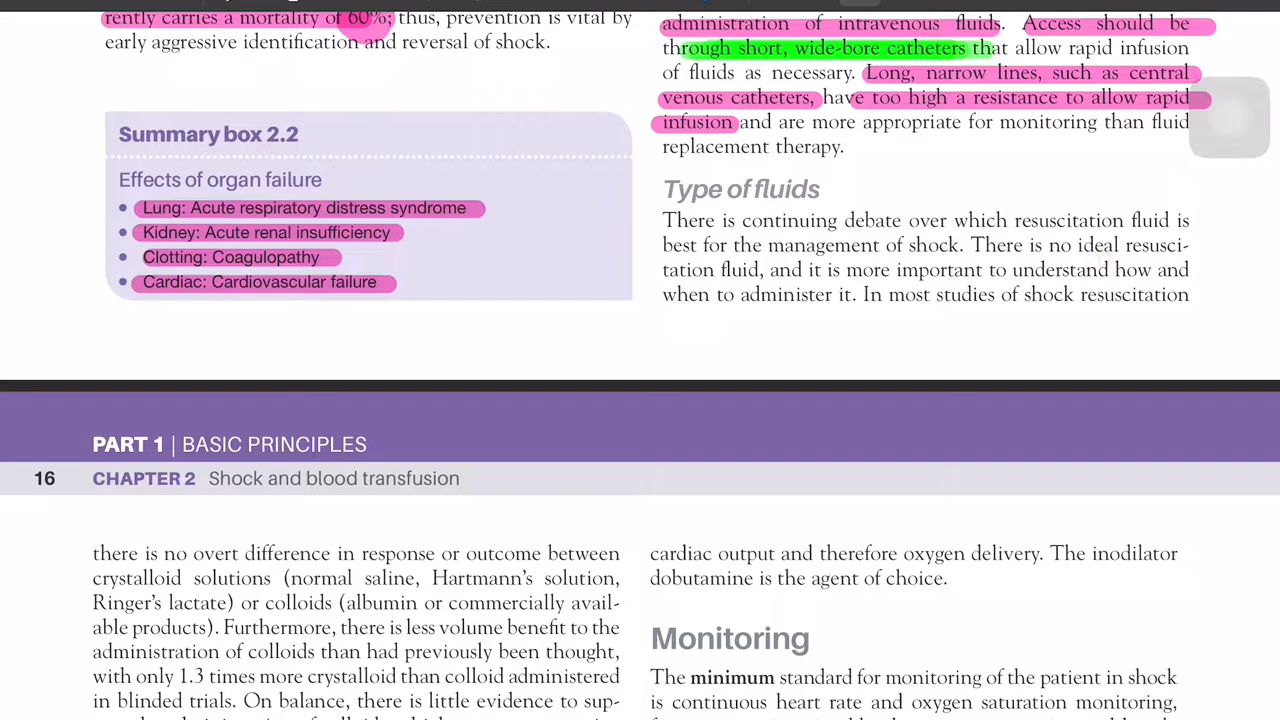 rently carries a mortality of 60%; thus, prevention is vital by
early aggressive identification and reversal of shock.
Summary box 2.2
Effects of organ failure
• Lung: Acute respiratory distress syndrome
• Kidney: Acute renal insufficiency
• Clotting: Coagulopathy
• Cardiac: Cardiovascular failure
administration of intravenous fluids. Access should be
through short, wide-bore catheters that allow rapid infusion
of fluids as necessary. Long, narrow lines, such as central
venous catheters, have too high a resistance to allow rapid
infusion and are more appropriate for monitoring than fluid
replacement therapy.
Type of fluids
There is continuing debate over which resuscitation fluid is
best for the management of shock. There is no ideal resusci-
tation fluid, and it is more important to understand how and
when to administer it. In most studies of shock resuscitation
PART 1 | BASIC PRINCIPLES
16 CHAPTER 2 Shock and blood transfusion
there is no overt difference in response or outcome between
crystalloid solutions (normal saline, Hartmann's solution,
Ringer's lactate) or colloids (albumin or commercially avail-
able products). Furthermore, there is less volume benefit to the
administration of colloids than had previously been thought,
with only 1.3 times more crystalloid than colloid administered
in blinded trials. On balance, there is little evidence to sup-
cardiac output and therefore oxygen delivery. The inodilator
dobutamine is the agent of choice.
Monitoring
The minimum standard for monitoring of the patient in shock
is continuous heart rate and oxygen saturation monitoring,